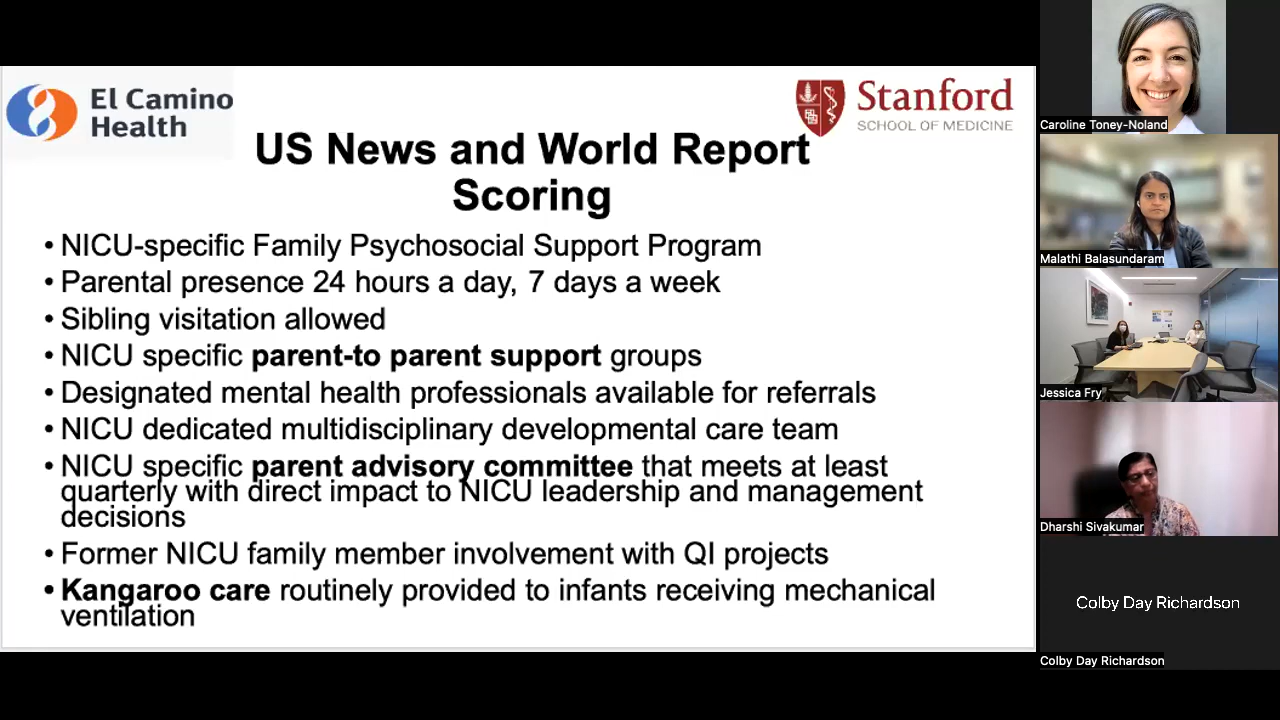 El Camino
Health
Stanford
SCHOOL OF MEDICINE
US News and World Report
Scoring
• NICU-specific Family Psychosocial Support Program
• Parental presence 24 hours a day, 7 days a week
• Sibling visitation allowed
• NICU specific parent-to parent support groups
• Designated mental health professionals available for referrals
• NICU dedicated multidisciplinary developmental care team
• NICU specific parent advisory committee that meets at least
quarterly with direct impact to NICU leadership and management
decisions
• Former NICU family member involvement with QI projects
• Kangaroo care routinely provided to infants receiving mechanical
ventilation
Caroline Toney-Noland
Malathi Balasundaram
Jessica Fry
Dharshi Sivakumar
Colby Day Richardson
Colby Day Richardson